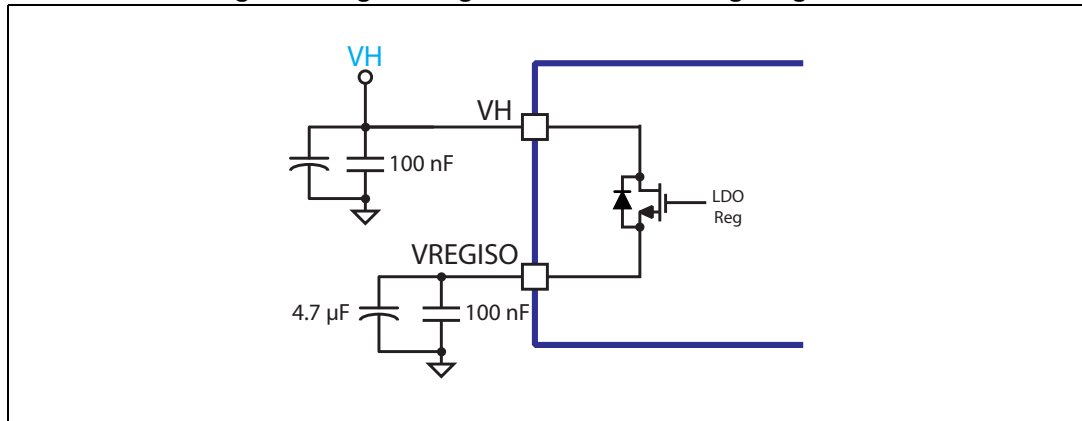 VH
VH
100 nF
LDO
Reg
VREGISO
4.7 µF
100 nF